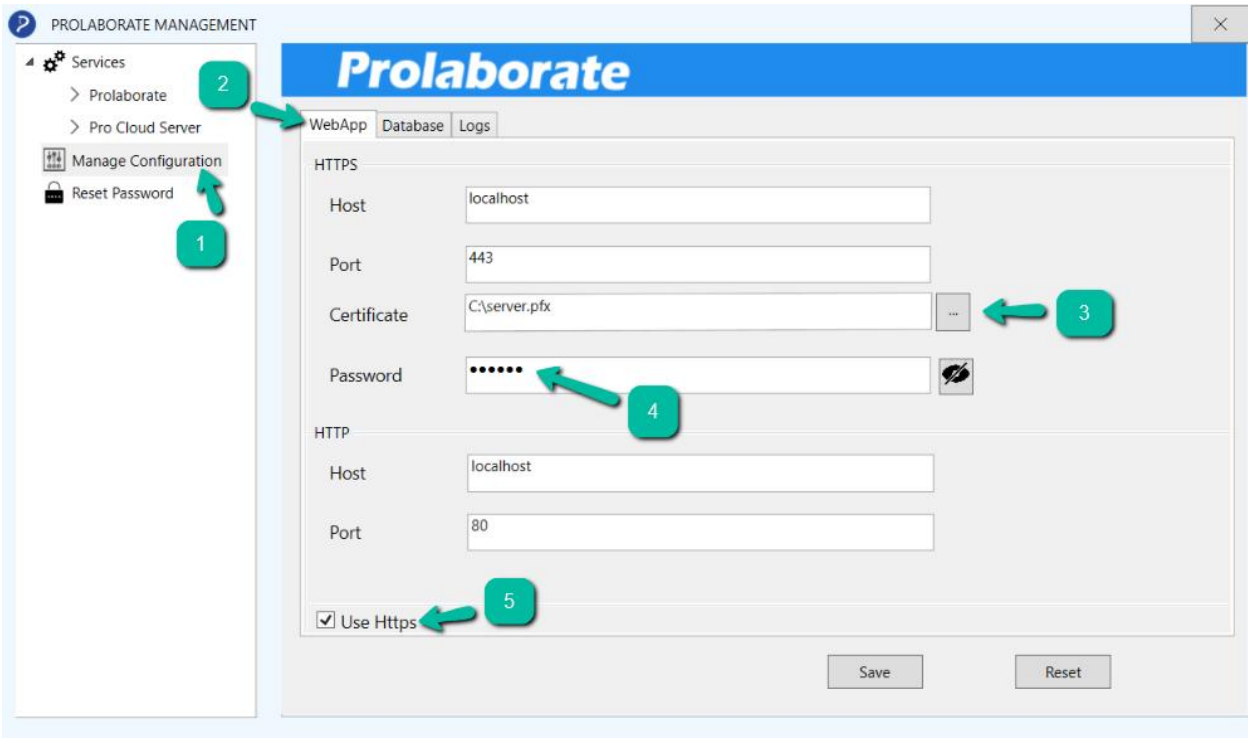 PROLABORATE MANAGEMENT
Services
Prolaborate
Pro Cloud Server
Manage Configuration
Reset Password
1
2
Prolaborate
WebApp Database Logs
HTTPS
Host localhost
Port 443
Certificate C:\server.pfx ... 3
Password ••••••
4
HTTP
Host localhost
Port 80
5
Use Https
Save Reset